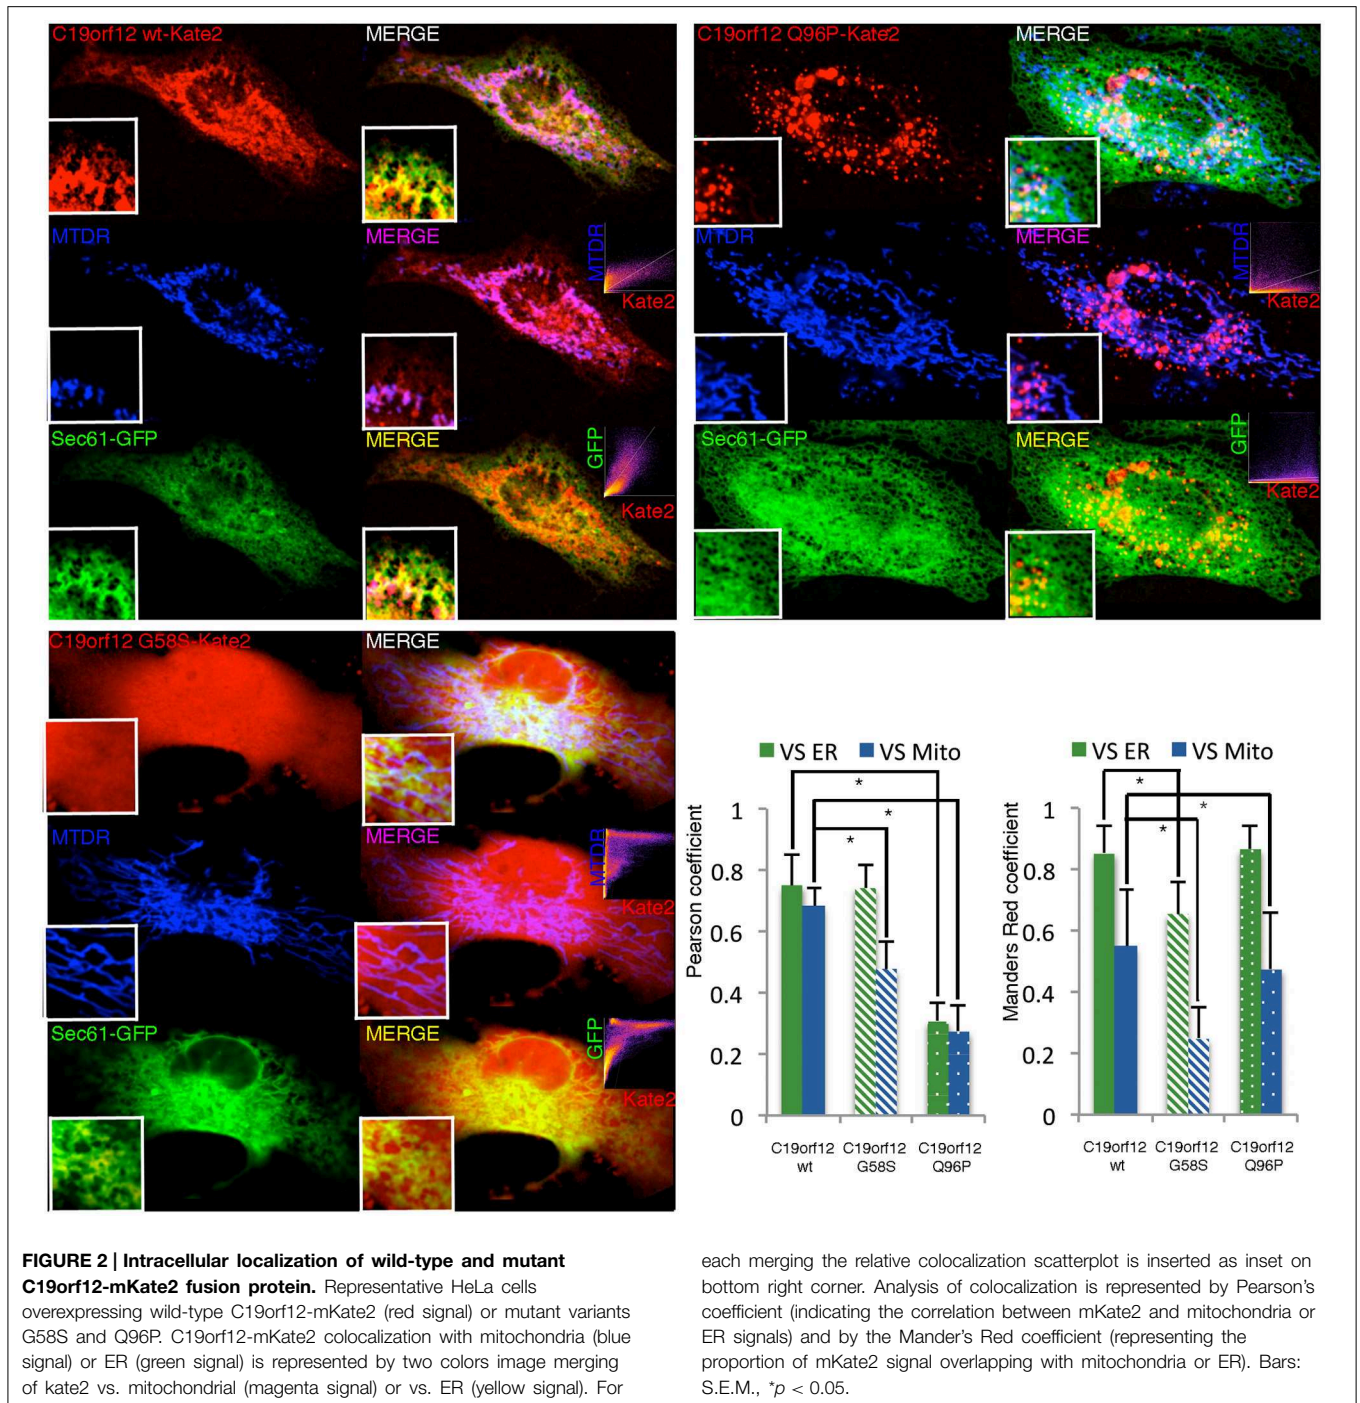 C19orf12 wt-Kate2
MERGE
MTDR
MERGE
MTDR
Kate2
Sec61-GFP
MERGE
GFP
Kate2
C19orf12 Q96P-Kate2
MERGE
MTDR
MERGE
MTDR
Kate2
Sec61-GFP
MERGE
GFP
Kate2
C19orf12 G58S-Kate2
MERGE
MTDR
MERGE
MTDR
Kate2
Sec61-GFP
MERGE
GFP
Kate2
VS ER VS Mito
*
*
*
Pearson coefficient
1
0.8
0.6
0.4
0.2
0
C19orf12 wt
C19orf12 G58S
C19orf12 Q96P
VS ER VS Mito
*
*
*
Manders Red coefficient
1
0.8
0.6
0.4
0.2
0
C19orf12 wt
C19orf12 G58S
C19orf12 Q96P
FIGURE 2 | Intracellular localization of wild-type and mutant
C19orf12-mKate2 fusion protein. Representative HeLa cells
overexpressing wild-type C19orf12-mKate2 (red signal) or mutant variants
G58S and Q96P. C19orf12-mKate2 colocalization with mitochondria (blue
signal) or ER (green signal) is represented by two colors image merging
of kate2 vs. mitochondrial (magenta signal) or vs. ER (yellow signal). For
each merging the relative colocalization scatterplot is inserted as inset on
bottom right corner. Analysis of colocalization is represented by Pearson's
coefficient (indicating the correlation between mKate2 and mitochondria or
ER signals) and by the Mander's Red coefficient (representing the
proportion of mKate2 signal overlapping with mitochondria or ER). Bars:
S.E.M., *p < 0.05.